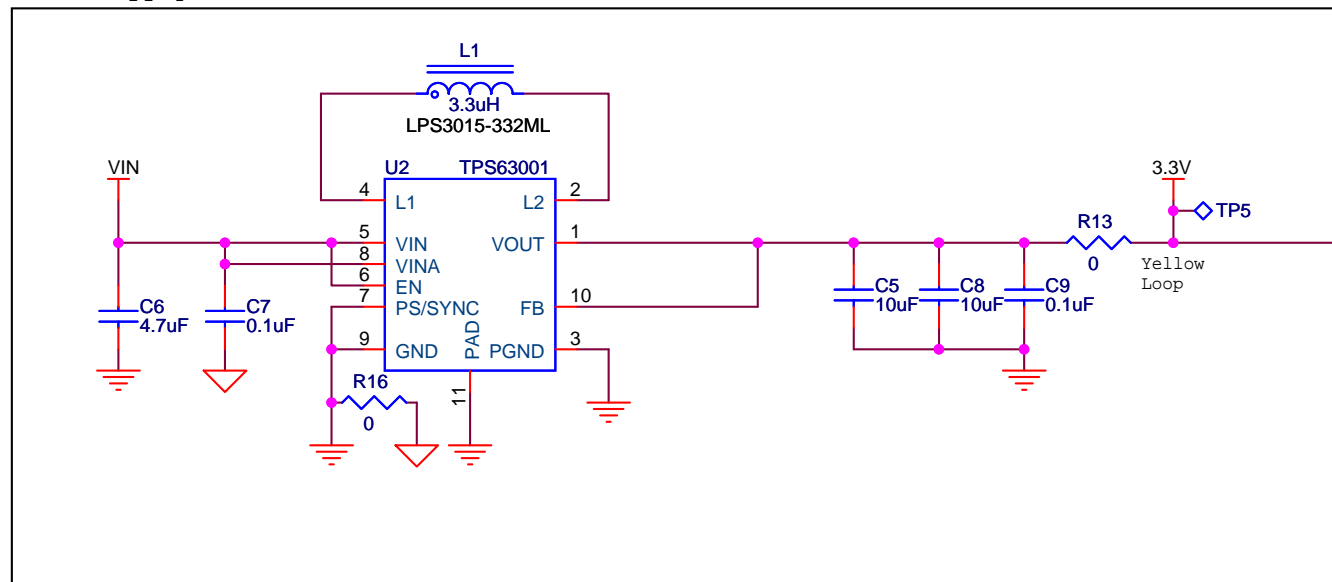 L1
3.3uH
LPS3015-332ML
VIN
U2 TPS63001
3.3V
4 L1 L2 2
TP5
R13
5 VIN VOUT 1
0
Yellow
Loop
8 VINA
6 EN
7 PS/SYNC FB 10
C6
4.7uF
C7
0.1uF
C5
10uF
C8
10uF
C9
0.1uF
9 GND PAD PGND 3
11
R16
0